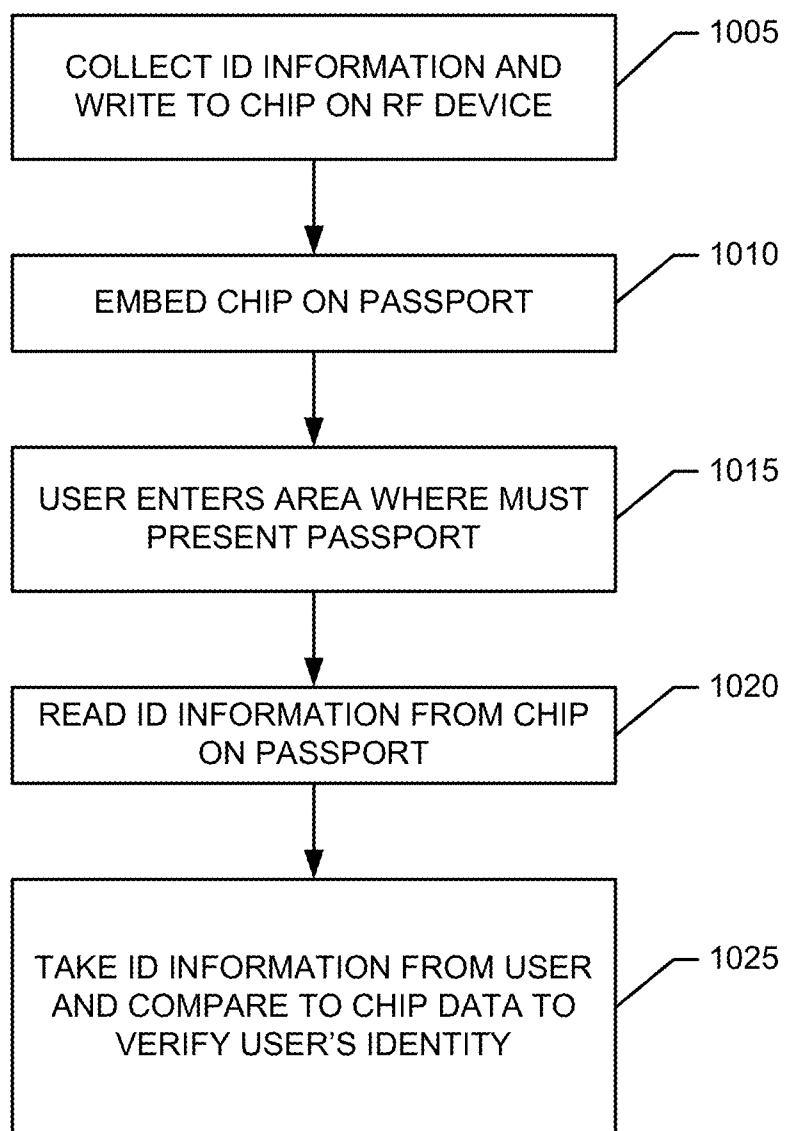 COLLECT ID INFORMATION AND
WRITE TO CHIP ON RF DEVICE
1005
EMBED CHIP ON PASSPORT
1010
USER ENTERS AREA WHERE MUST
PRESENT PASSPORT
1015
READ ID INFORMATION FROM CHIP
ON PASSPORT
1020
TAKE ID INFORMATION FROM USER
AND COMPARE TO CHIP DATA TO
VERIFY USER'S IDENTITY
1025